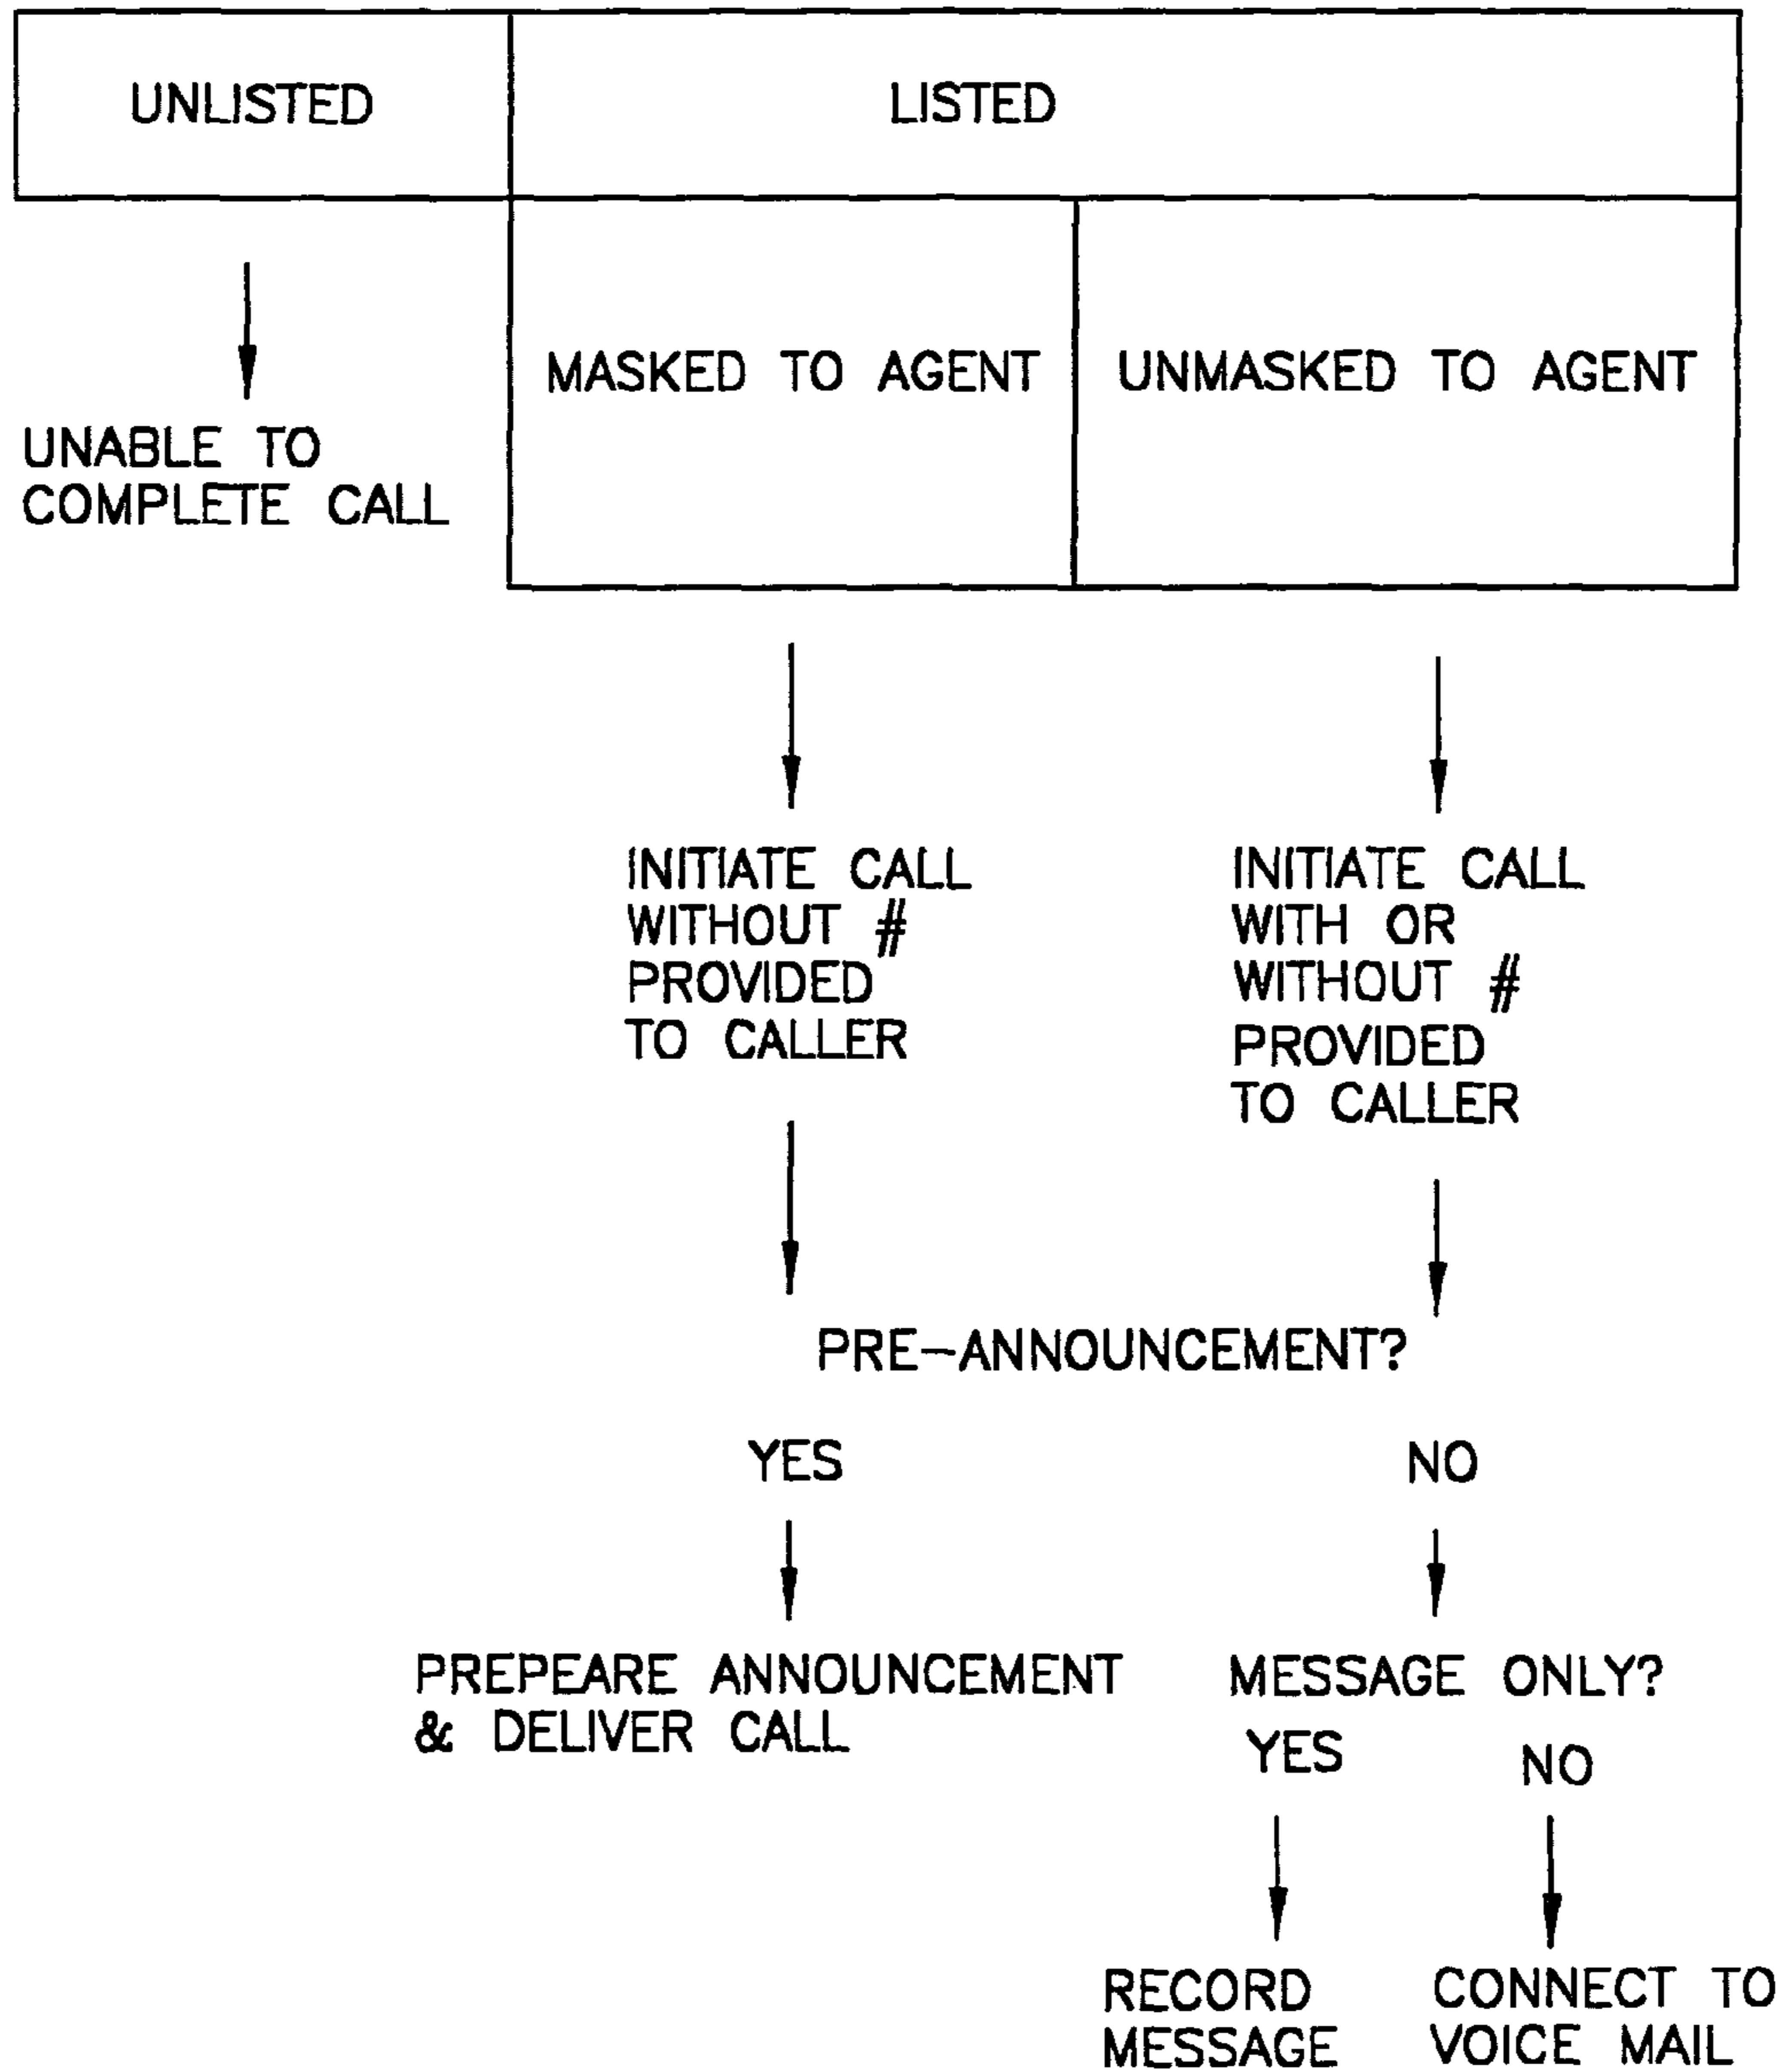 UNLISTED
LISTED
MASKED TO AGENT
UNMASKED TO AGENT
UNABLE TO
COMPLETE CALL
INITIATE CALL
WITHOUT #
PROVIDED
TO CALLER
INITIATE CALL
WITH OR
WITHOUT #
PROVIDED
TO CALLER
PRE-ANNOUNCEMENT?
YES
NO
PREPEARE ANNOUNCEMENT
& DELIVER CALL
MESSAGE ONLY?
YES
NO
RECORD
MESSAGE
CONNECT TO
VOICE MAIL